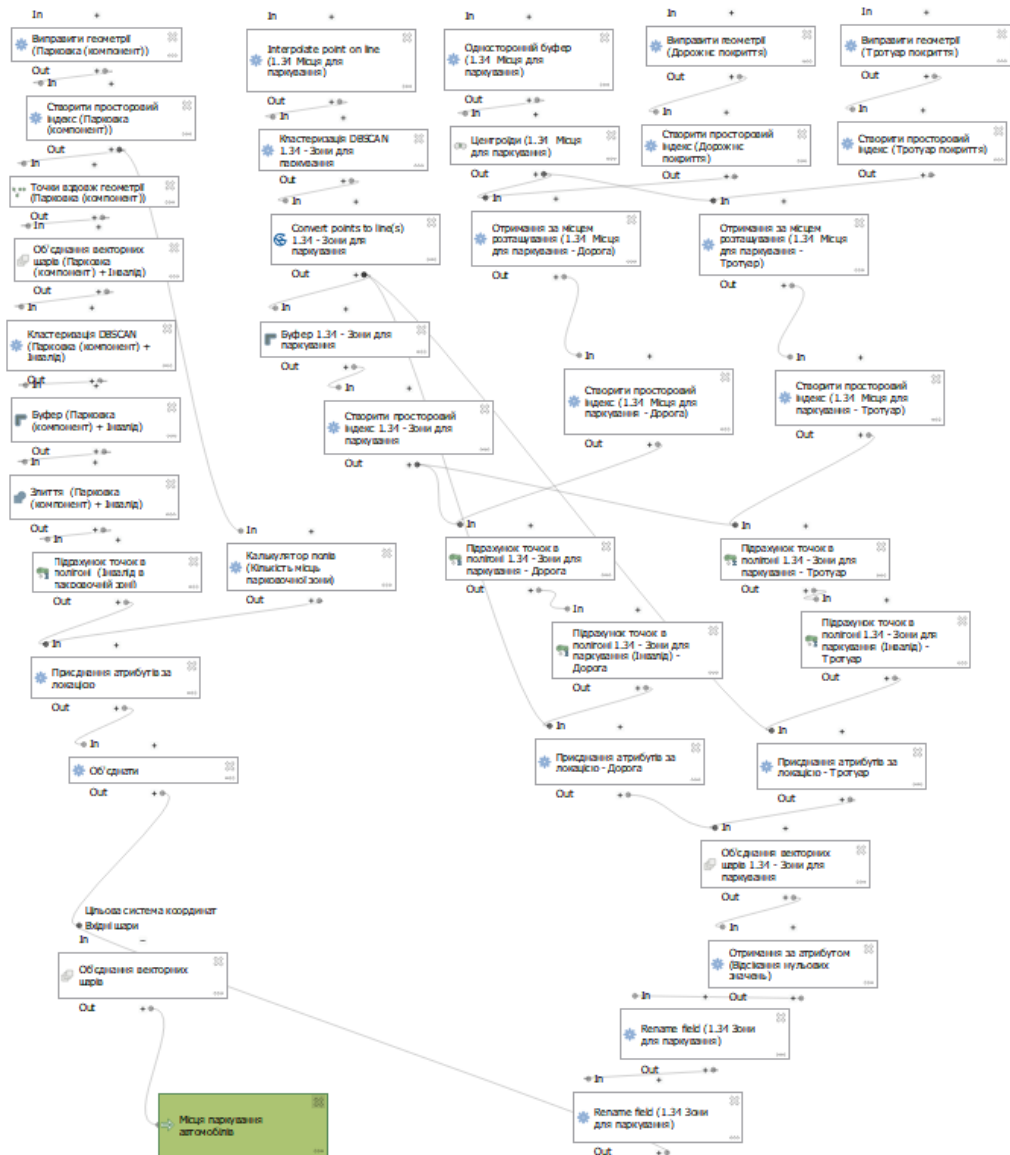 In
Виправити геометрії
(Парковка (компонент))
Out
In
Створити просторовий
індекс (Парковка
(компонент))
Out
In
Точки вздовж геометрії
(Парковка (компонент))
Out
In
Об'єднання векторних
шарів (Парковка
(компонент) + Інвалід)
Out
In
Кластеризація DBSCAN
(Парковка (компонент) +
Інвалід)
Out
In
Буфер (Парковка
(компонент) + Інвалід)
Out
In
Злиття (Парковка
(компонент) + Інвалід)
Out
In
Підрахунок точок в
полігоні (Інвалід в
парковочній зоні)
Out
In
Калькулятор полів
(Кількість місць
парковочної зони)
Out
In
Приєднання атрибутів за
локацією
Out
In
Об'єднати
Out
In
Interpolate point on line
(1.34 Місця для
паркування)
Out
In
Кластеризація DBSCAN
1.34 - Зони для
паркування
Out
In
Convert points to line(s)
1.34 - Зони для
паркування
Out
In
Буфер 1.34 - Зони для
паркування
Out
In
Створити просторовий
індекс 1.34 - Зони для
паркування
Out
In
Односторонній буфер
(1.34 Місця для
паркування)
Out
In
Центроїди (1.34 Місця
для паркування)
Out
In
Виправити геометрії
(Дорожнє покриття)
Out
In
Створити просторовий
індекс (Дорожнє
покриття)
Out
In
Виправити геометрії
(Тротуар покриття)
Out
In
Створити просторовий
індекс (Тротуар покриття)
Out
In
Отримання за місцем
розташування (1.34 Місця
для паркування - Дорога)
Out
In
Отримання за місцем
розташування (1.34 Місця
для паркування -
Тротуар)
Out
In
Створити просторовий
індекс (1.34 Місця для
паркування - Дорога)
Out
In
Створити просторовий
індекс (1.34 Місця для
паркування - Тротуар)
Out
In
Підрахунок точок в
полігоні 1.34 - Зони для
паркування - Дорога
Out
In
Підрахунок точок в
полігоні 1.34 - Зони для
паркування - Тротуар
Out
In
Підрахунок точок в
полігоні 1.34 - Зони для
паркування (Інвалід) -
Дорога
Out
In
Підрахунок точок в
полігоні 1.34 - Зони для
паркування (Інвалід) -
Тротуар
Out
In
Приєднання атрибутів за
локацією - Дорога
Out
In
Приєднання атрибутів за
локацією - Тротуар
Out
In
Об'єднання векторних
шарів 1.34 - Зони для
паркування
Out
In
Отримання за атрибутом
(Відсікання нульових
значень)
Out
In
Rename field (1.34 Зони
для паркування)
Out
In
Rename field (1.34 Зони
для паркування)
Out
Цільова система координат
Вхідні шари
In
Об'єднання векторних
шарів
Out
Місця паркування
автомобілів